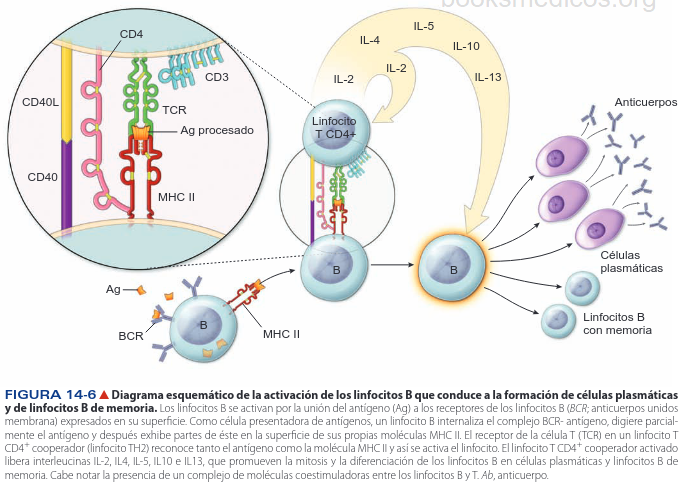 booksmedicos.org
CD4
IL-5
IL-4
IL-10
IL-2
IL-2
IL-13
CD3
CD40L
TCR
Ag procesado
CD40
MHC II
Linfocito
T CD4+
Anticuerpos
B
B
Células
plasmáticas
Ag
BCR
B
MHC II
Linfocitos B
con memoria
FIGURA 14-6 ▲ Diagrama esquemático de la activación de los linfocitos B que conduce a la formación de células plasmáticas
y de linfocitos B de memoria. Los linfocitos B se activan por la unión del antígeno (Ag) a los receptores de los linfocitos B (BCR; anticuerpos unidos
membrana) expresados en su superficie. Como célula presentadora de antígenos, un linfocito B internaliza el complejo BCR- antígeno, digiere parcial-
mente el antígeno y después exhibe partes de éste en la superficie de sus propias moléculas MHC II. El receptor de la célula T (TCR) en un linfocito T
CD4⁺ cooperador (linfocito TH2) reconoce tanto el antígeno como la molécula MHC II y así se activa el linfocito. El linfocito T CD4⁺ cooperador activado
libera interleucinas IL-2, IL4, IL-5, IL10 e IL13, que promueven la mitosis y la diferenciación de los linfocitos B en células plasmáticas y linfocitos B de
memoria. Cabe notar la presencia de un complejo de moléculas coestimuladoras entre los linfocitos B y T. Ab, anticuerpo.